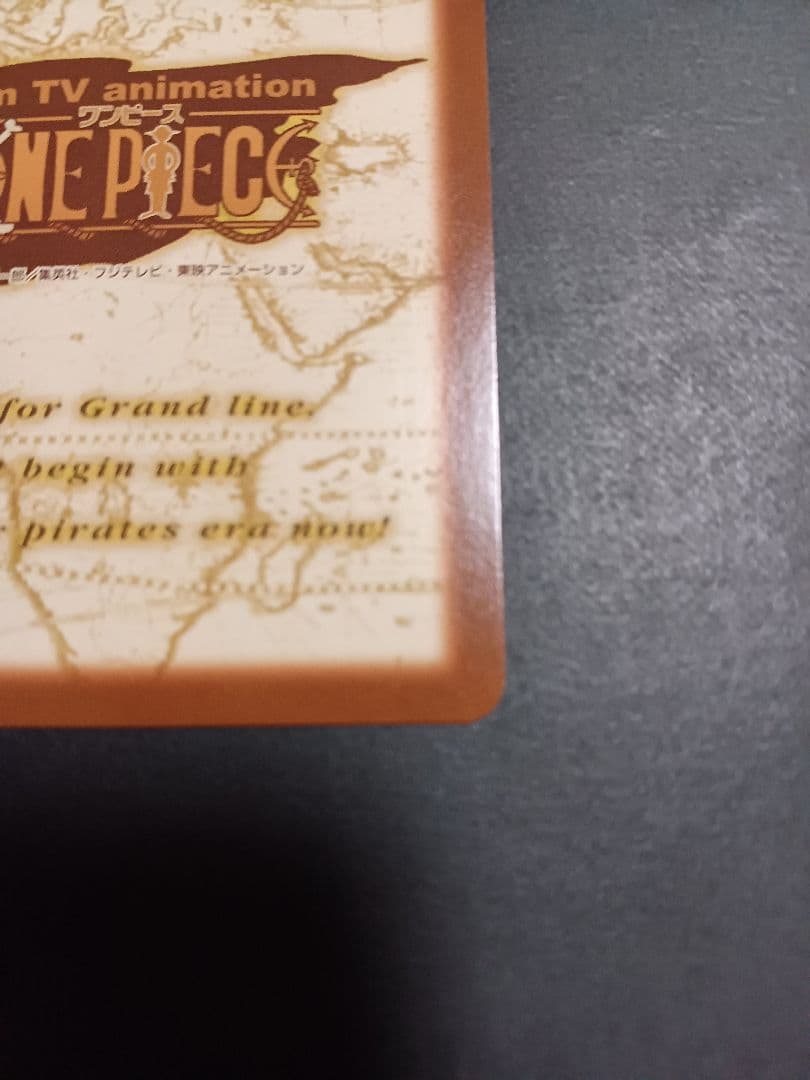 m TV animation
ワンピース
ONE PIECE
郎/集英社・フジテレビ・東映アニメーション
for Grand line.
begin with
pirates era now!